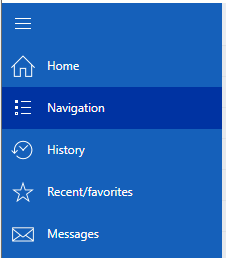 Home
Navigation
History
Recent/favorites
Messages